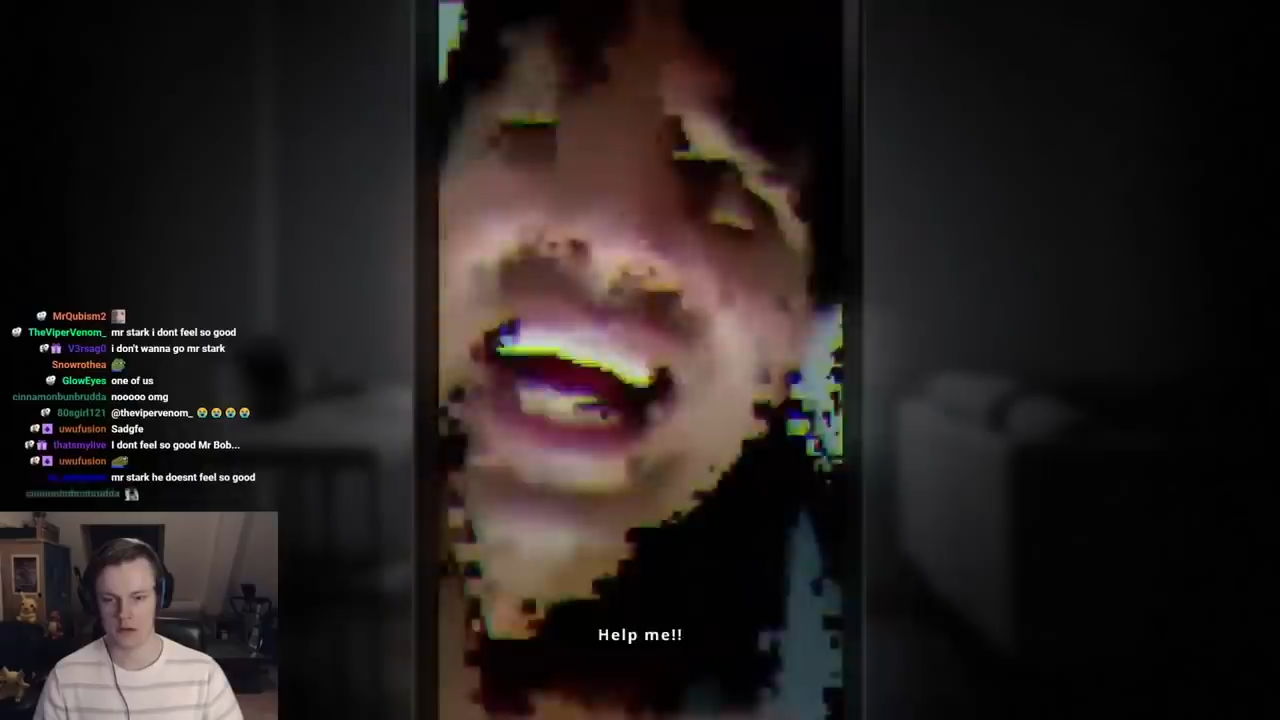 MrQubism2
TheViperVenom_ mr stark i dont feel so good
V3rsag0 i don't wanna go mr stark
Snowrothea
GlowEyes one of us
cinnamonbunbrudda nooooo omg
80sgirl121 @thevipervenom_ 😭 😭 😭 😭
uwufusion Sadgfe
thatsmylive I dont feel so good Mr Bob...
uwufusion
mr stark he doesnt feel so good
Help me!!